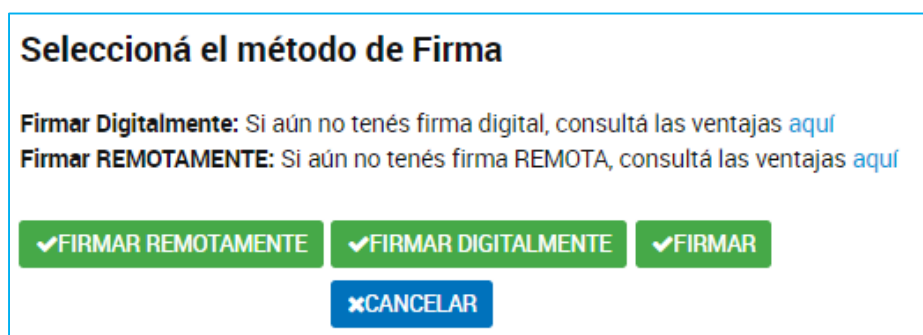 Seleccioná el método de Firma
Firmar Digitalmente: Si aún no tenés firma digital, consultá las ventajas aquí
Firmar REMOTAMENTE: Si aún no tenés firma REMOTA, consultá las ventajas aquí
✔FIRMAR REMOTAMENTE ✔FIRMAR DIGITALMENTE ✔FIRMAR
✖CANCELAR